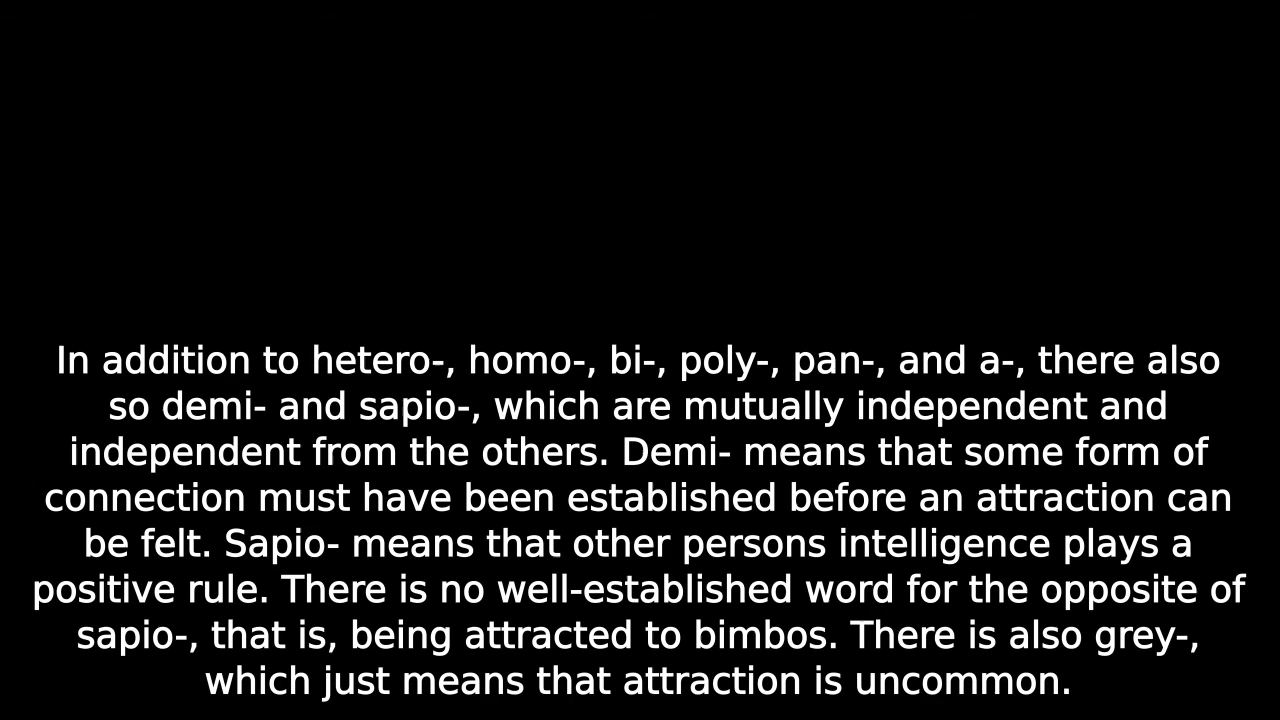 In addition to hetero-, homo-, bi-, poly-, pan-, and a-, there also
so demi- and sapio-, which are mutually independent and
independent from the others. Demi- means that some form of
connection must have been established before an attraction can
be felt. Sapio- means that other persons intelligence plays a
positive rule. There is no well-established word for the opposite of
sapio-, that is, being attracted to bimbos. There is also grey-,
which just means that attraction is uncommon.